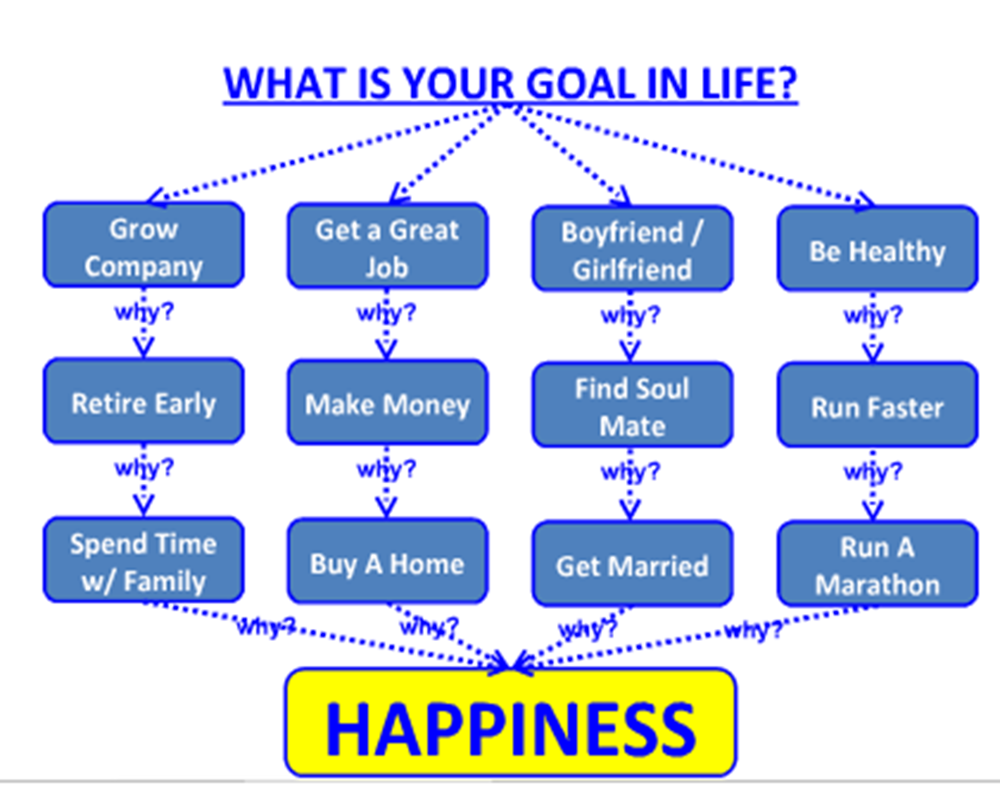 WHAT IS YOUR GOAL IN LIFE?
Grow
Company
Get a Great
Job
Boyfriend /
Girlfriend
Be Healthy
why?
why?
why?
why?
Retire Early
Make Money
Find Soul
Mate
Run Faster
why?
why?
why?
why?
Spend Time
w/ Family
Buy A Home
Get Married
Run A
Marathon
why?
why?
why?
why?
HAPPINESS